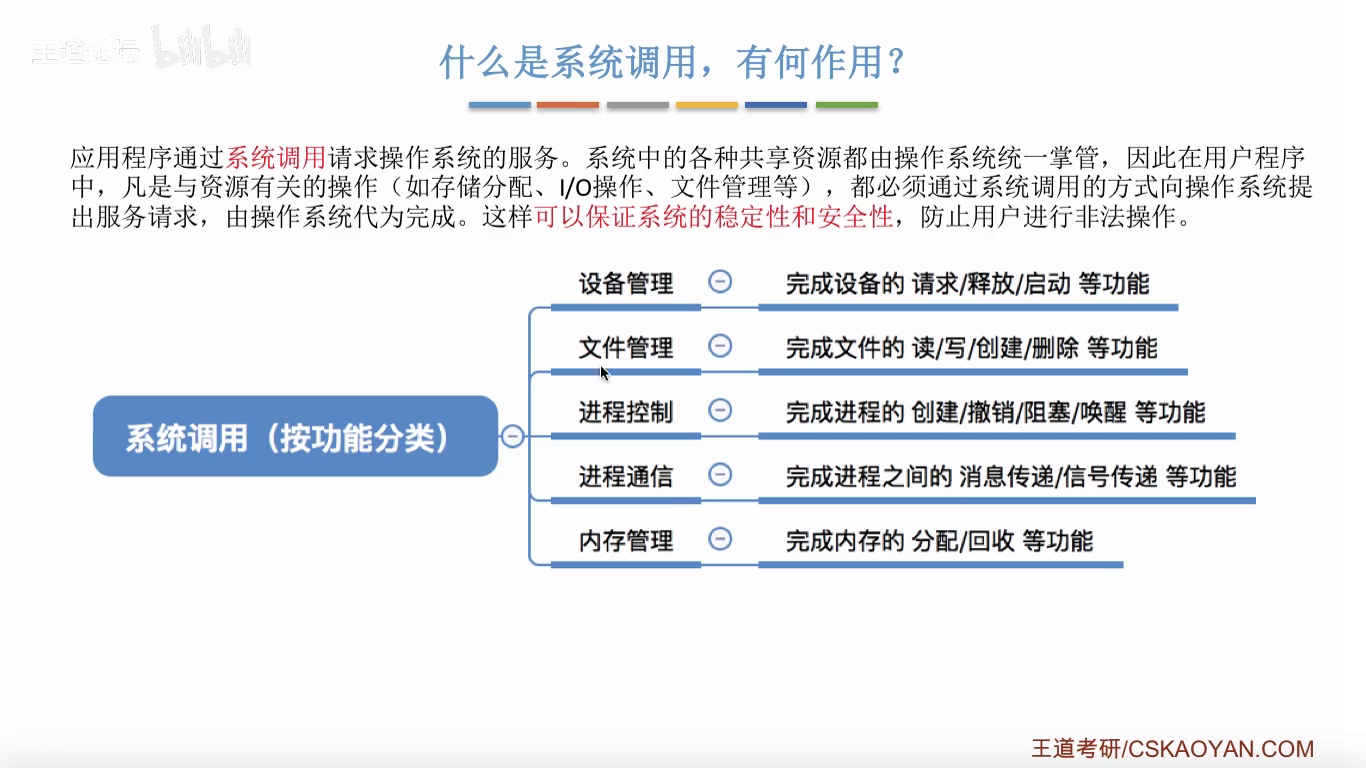 王道论坛 bilibili
什么是系统调用，有何作用？
应用程序通过系统调用请求操作系统的服务。系统中的各种共享资源都由操作系统统一掌管，因此在用户程序
中，凡是与资源有关的操作（如存储分配、I/O操作、文件管理等），都必须通过系统调用的方式向操作系统提
出服务请求，由操作系统代为完成。这样可以保证系统的稳定性和安全性，防止用户进行非法操作。
设备管理 完成设备的 请求/释放/启动 等功能
文件管理 完成文件的 读/写/创建/删除 等功能
进程控制 完成进程的 创建/撤销/阻塞/唤醒 等功能
系统调用（按功能分类）
进程通信 完成进程之间的 消息传递/信号传递 等功能
内存管理 完成内存的 分配/回收 等功能
王道考研/CSKAOYAN.COM